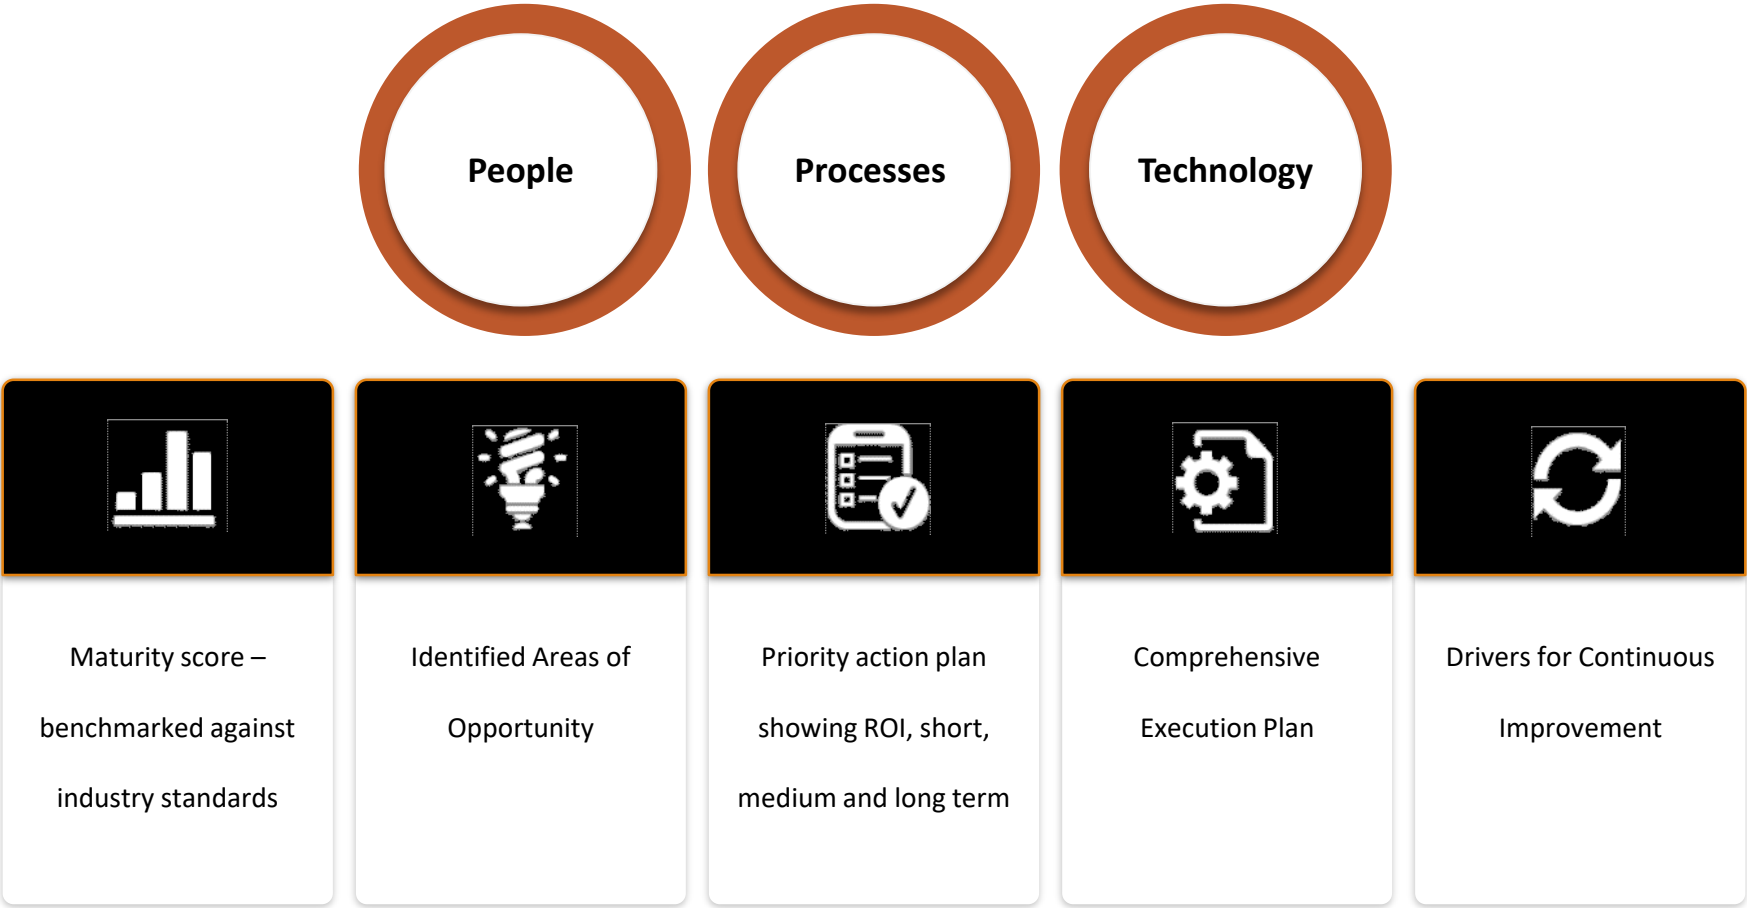 People
Processes
Technology
Maturity score –
benchmarked against
industry standards
Identified Areas of
Opportunity
Priority action plan
showing ROI, short,
medium and long term
Comprehensive
Execution Plan
Drivers for Continuous
Improvement